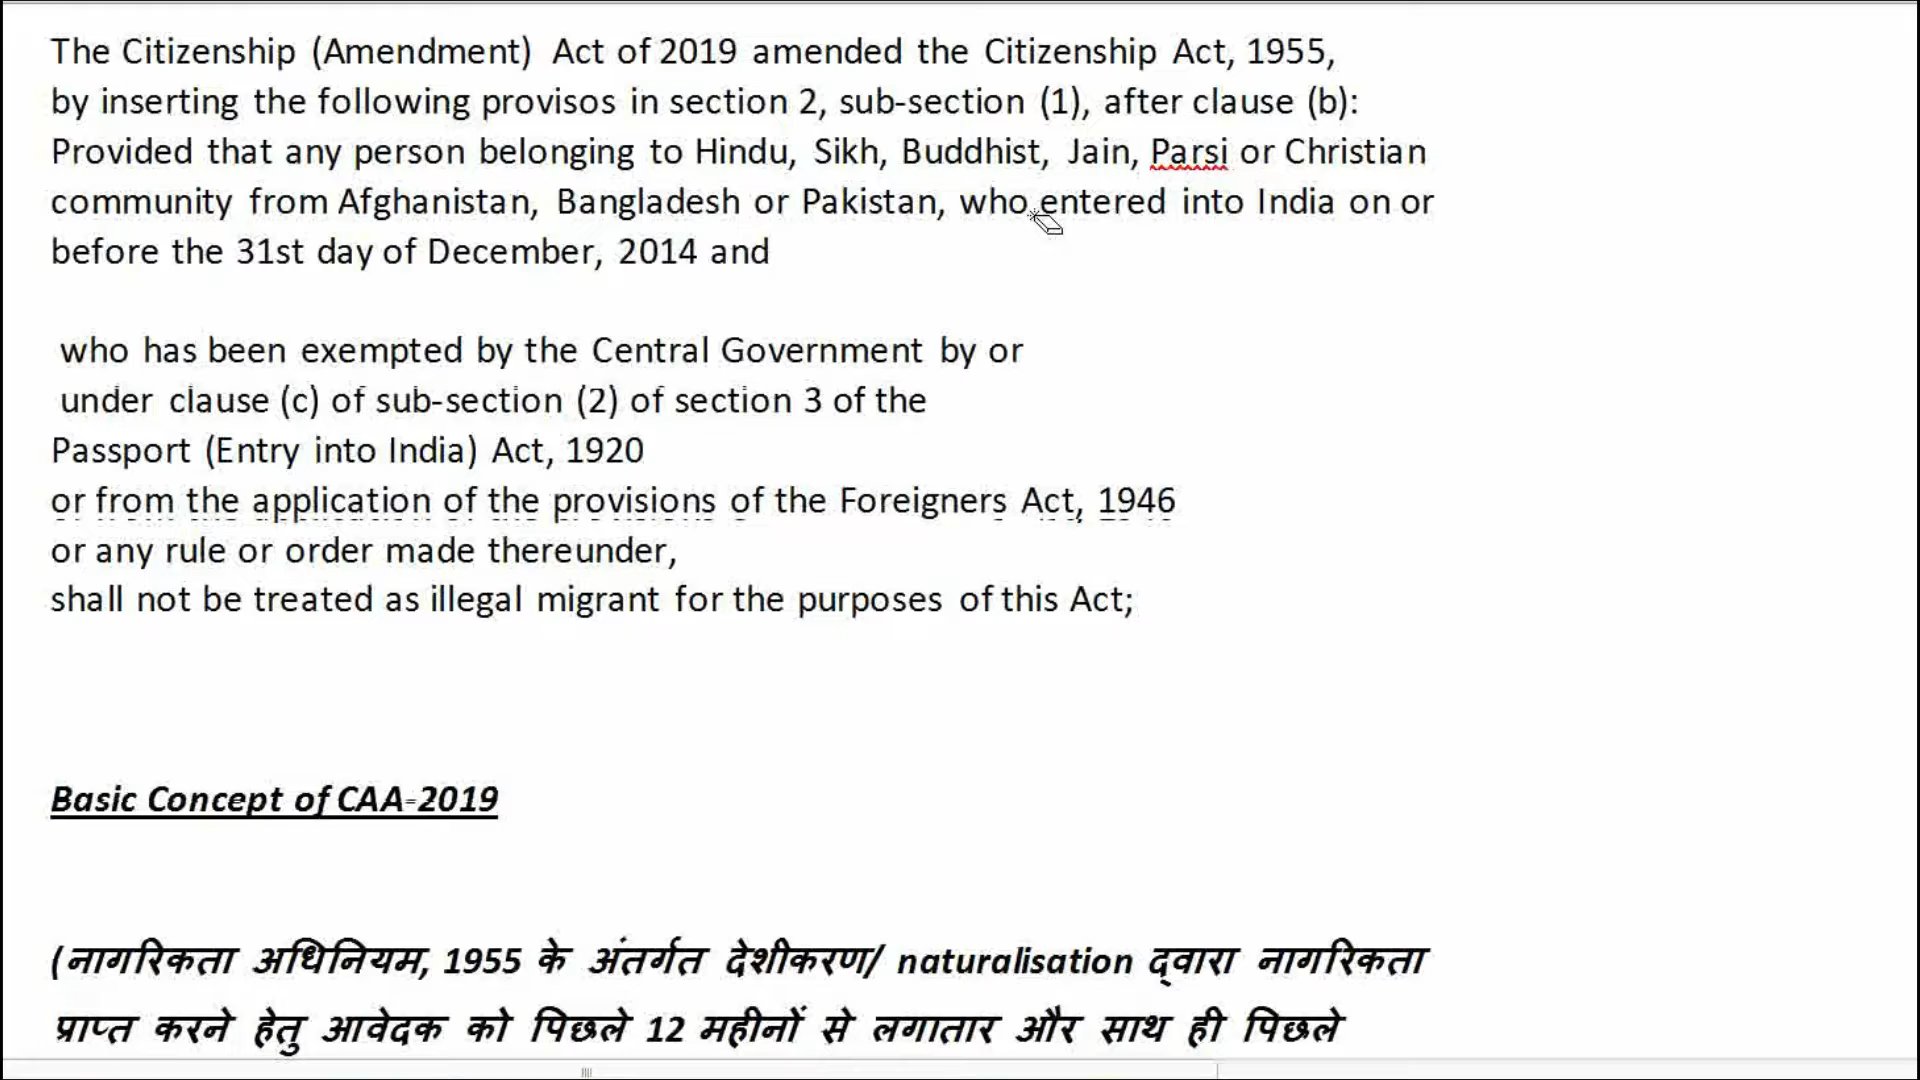 The Citizenship (Amendment) Act of 2019 amended the Citizenship Act, 1955,
by inserting the following provisos in section 2, sub-section (1), after clause (b):
Provided that any person belonging to Hindu, Sikh, Buddhist, Jain, Parsi or Christian
community from Afghanistan, Bangladesh or Pakistan, who entered into India on or
before the 31st day of December, 2014 and
who has been exempted by the Central Government by or
under clause (c) of sub-section (2) of section 3 of the
Passport (Entry into India) Act, 1920
or from the application of the provisions of the Foreigners Act, 1946
or any rule or order made thereunder,
shall not be treated as illegal migrant for the purposes of this Act;
Basic Concept of CAA-2019
(नागरिकता अधिनियम, 1955 के अंतर्गत देशीकरण/ naturalisation द्वारा नागरिकता
प्राप्त करने हेतु आवेदक को पिछले 12 महीनों से लगातार और साथ ही पिछले